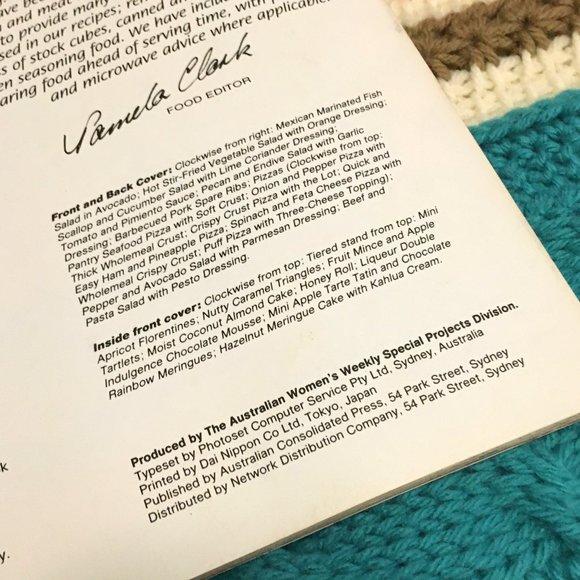 and meat
to provide many
used in our recipes; rem
s of stock cubes, canned an
en seasoning food. We have includ
aring food ahead of serving time, with
and microwave advice where applicable.
Pamela Clark
FOOD EDITOR
Front and Back Cover: Clockwise from right: Mexican Marinated Fish
Salad in Avocado; Hot Stir-Fried Vegetable Salad with Orange Dressing;
Scallop and Cucumber Salad with Lime Coriander Dressing;
Tomato and Pimiento Sauce; Pecan and Endive Salad with Garlic
Dressing; Barbecued Pork Spare Ribs; Pizzas (Clockwise from top:
Pantry Seafood Pizza with Soft Crust; Onion and Pepper Pizza with
Thick Wholemeal Crust; Crispy Crust Pizza with the Lot; Quick and
Easy Ham and Pineapple Pizza; Spinach and Feta Cheese Pizza with
Wholemeal Crispy Crust; Puff Pizza with Three-Cheese Topping);
Pepper and Avocado Salad with Parmesan Dressing; Beef and
Pasta Salad with Pesto Dressing.
Inside front cover: Clockwise from top: Tiered stand from top: Mini
Apricot Florentines; Nutty Caramel Triangles; Fruit Mince and Apple
Tartlets; Moist Coconut Almond Cake; Honey Roll; Liqueur Double
Indulgence Chocolate Mousse; Mini Apple Tarte Tatin and Chocolate
Rainbow Meringues; Hazelnut Meringue Cake with Kahlua Cream.
Produced by The Australian Women's Weekly Special Projects Division.
Typeset by Photoset Computer Service Pty Ltd, Sydney, Australia
Printed by Dai Nippon Co Ltd, Tokyo, Japan
Published by Australian Consolidated Press, 54 Park Street, Sydney
Distributed by Network Distribution Company, 54 Park Street, Sydney
k
y.